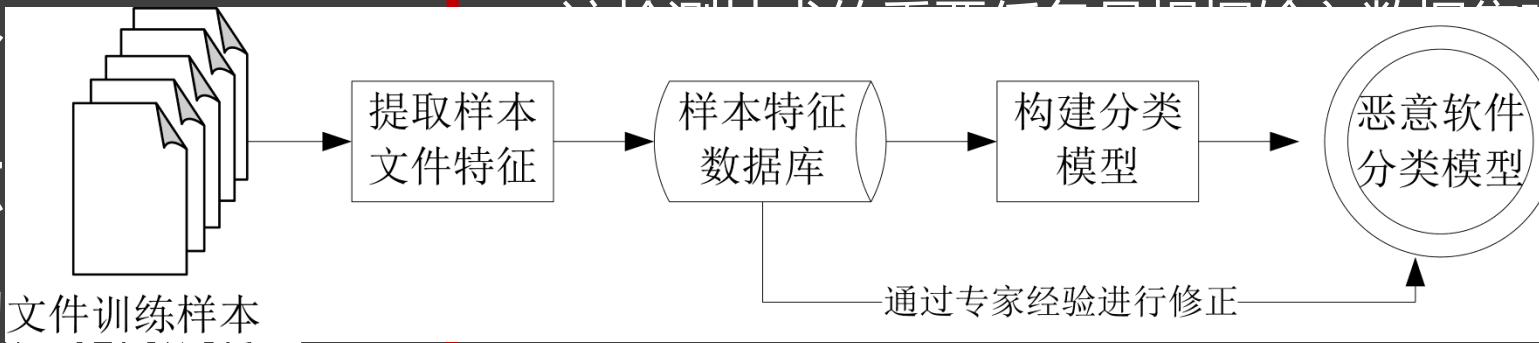 提取样本
文件特征
样本特征
数据库
构建分类
模型
恶意软件
分类模型
通过专家经验进行修正
文件训练样本